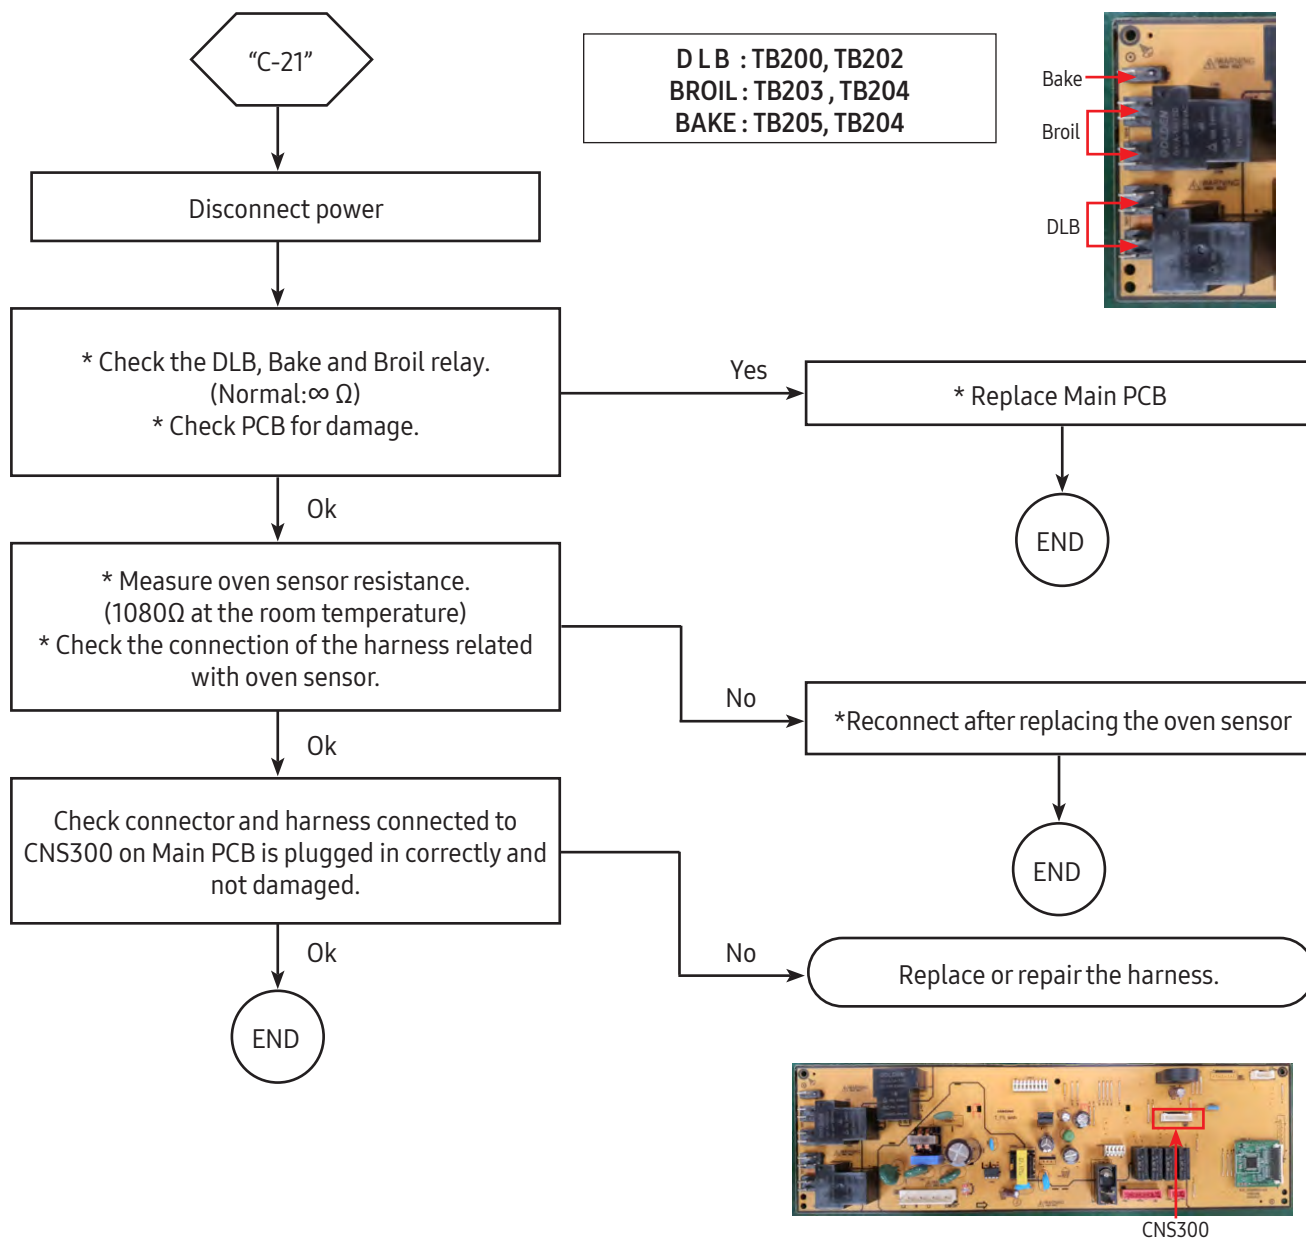 “C-21”
D L B : TB200, TB202
BROIL : TB203 , TB204
BAKE : TB205, TB204
Bake
Broil
DLB
Disconnect power
* Check the DLB, Bake and Broil relay.
(Normal:∞ Ω)
* Check PCB for damage.
Yes
* Replace Main PCB
END
Ok
* Measure oven sensor resistance.
(1080Ω at the room temperature)
* Check the connection of the harness related
with oven sensor.
No
*Reconnect after replacing the oven sensor
END
Ok
Check connector and harness connected to
CNS300 on Main PCB is plugged in correctly and
not damaged.
No
Replace or repair the harness.
Ok
END
CNS300